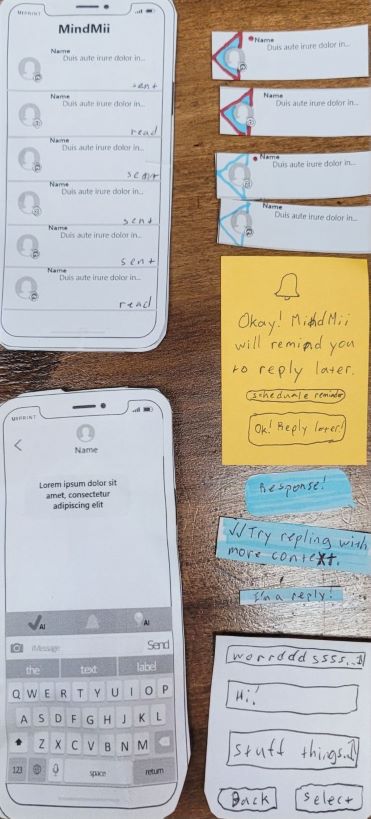 UXPRINT
MindMii
Name
Duis aute irure dolor in...
sent
Name
Duis aute irure dolor in...
read
Name
Duis aute irure dolor in...
sent
Name
Duis aute irure dolor in...
sent
Name
Duis aute irure dolor in...
sent
Name
Duis aute irure dolor in...
read
Name
Duis aute irure dolor in...
Name
Duis aute irure dolor in...
Name
Duis aute irure dolor in...
Name
Duis aute irure dolor in...
Okay! MindMii
will remind you
to reply later.
schedule reminder
Ok! Reply later!
UXPRINT
Name
Lorem ipsum dolor sit
amet, consectetur
adipiscing elit
AI
AI
iMessage
Send
the text label
Q W E R T Y U I O P
A S D F G H J K L
Z X C V B N M
123 space return
Response!
Try repling with
more context.
I'm a reply!
worrdddssss...
Hi!
Stuff things...
Back Select